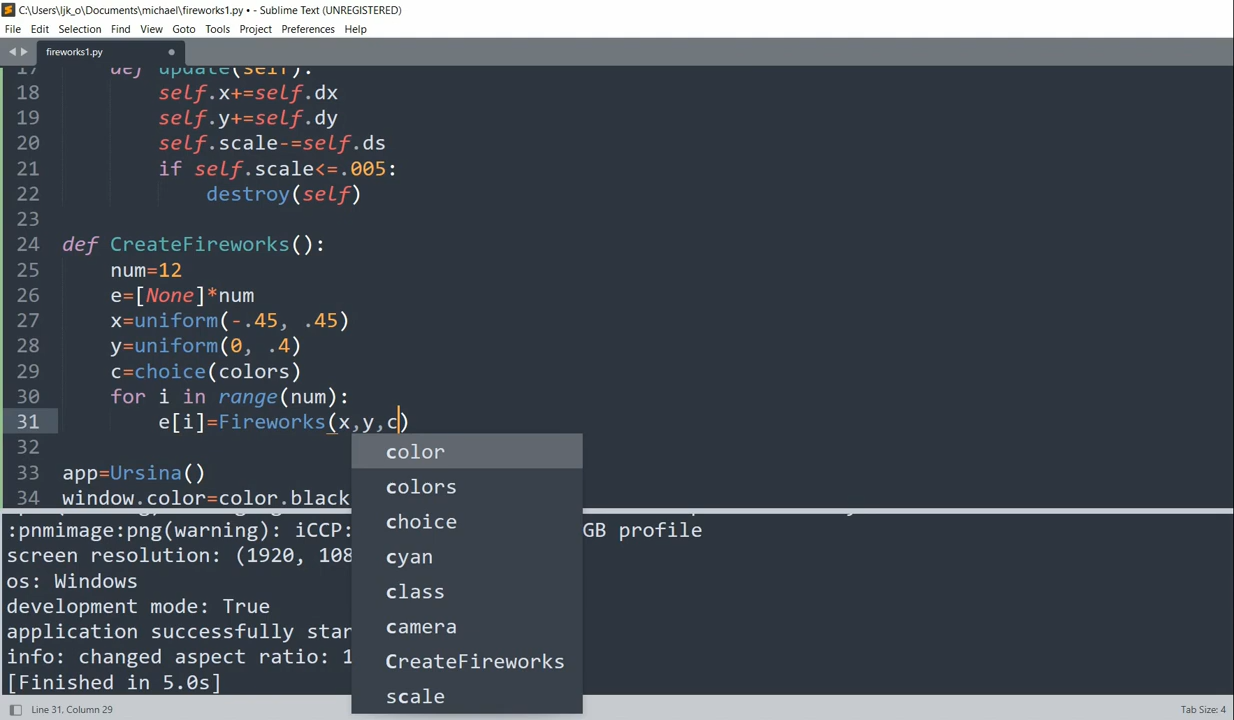 C:\Users\ljk_o\Documents\michael\fireworks1.py • - Sublime Text (UNREGISTERED)
File Edit Selection Find View Goto Tools Project Preferences Help
fireworks1.py
17 def update(self):
18 self.x+=self.dx
19 self.y+=self.dy
20 self.scale-=self.ds
21 if self.scale<=.005:
22 destroy(self)
23
24 def CreateFireworks():
25 num=12
26 e=[None]*num
27 x=uniform(-.45, .45)
28 y=uniform(0, .4)
29 c=choice(colors)
30 for i in range(num):
31 e[i]=Fireworks(x,y,c)
32
33 app=Ursina()
34 window.color=color.black
color
colors
choice
cyan
class
camera
CreateFireworks
scale
:pnmimage:png(warning): iCCP: GB profile
screen resolution: (1920, 108
os: Windows
development mode: True
application successfully star
info: changed aspect ratio: 1
[Finished in 5.0s]
Line 31, Column 29 Tab Size: 4